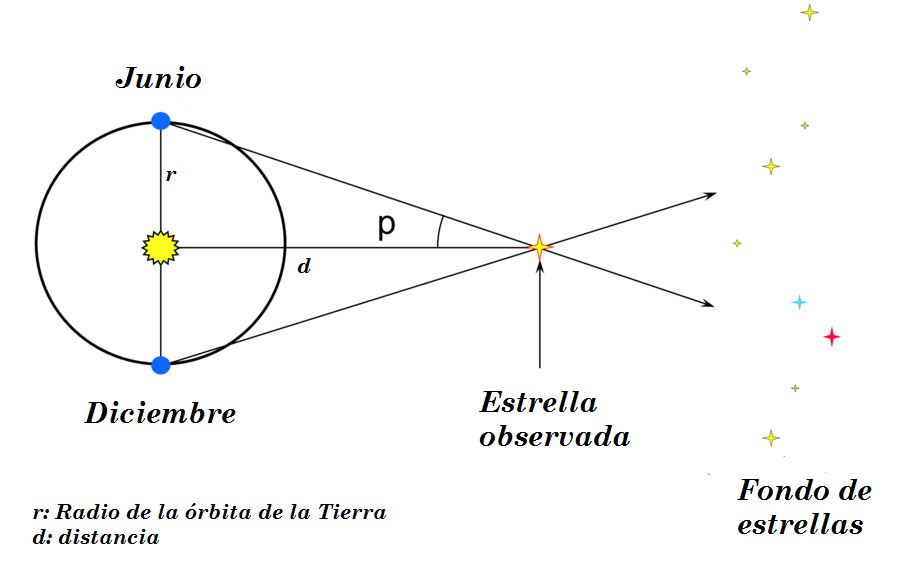 Junio
r
p
d
Diciembre
Estrella
observada
Fondo de
estrellas
r: Radio de la órbita de la Tierra
d: distancia